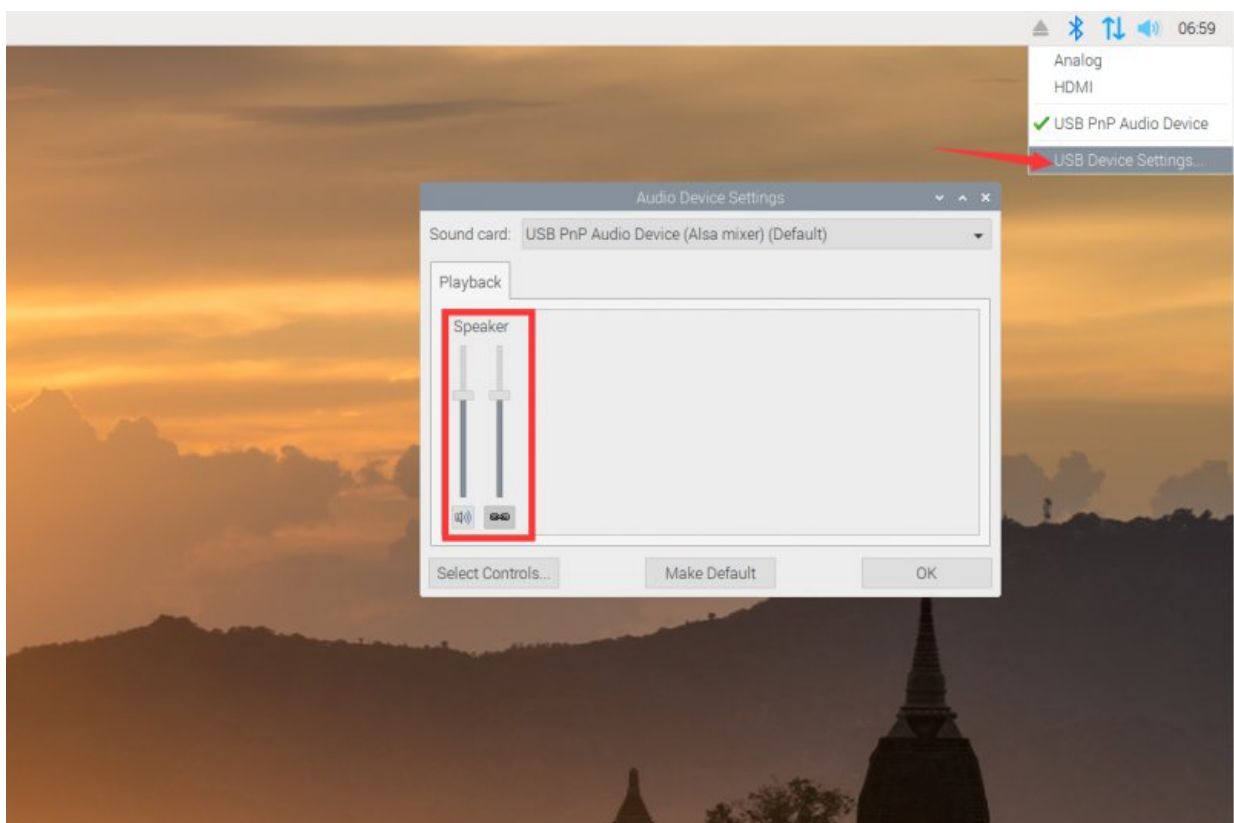 06:59
Analog
HDMI
USB PnP Audio Device
USB Device Settings...
Audio Device Settings
Sound card: USB PnP Audio Device (Alsa mixer) (Default)
Playback
Speaker
Select Controls... Make Default OK